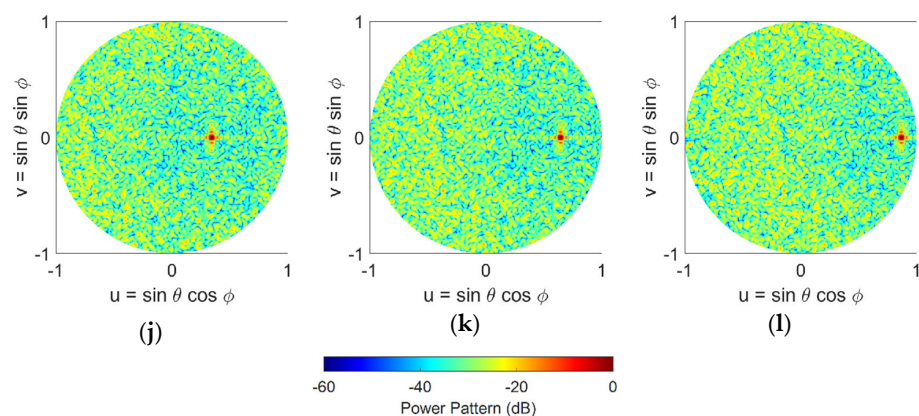 1
0
-1
v = sin θ sin ϕ
-1 0 1
u = sin θ cos ϕ
(j)
1
0
-1
v = sin θ sin ϕ
-1 0 1
u = sin θ cos ϕ
(k)
1
0
-1
v = sin θ sin ϕ
-1 0 1
u = sin θ cos ϕ
(l)
-60 -40 -20 0
Power Pattern (dB)